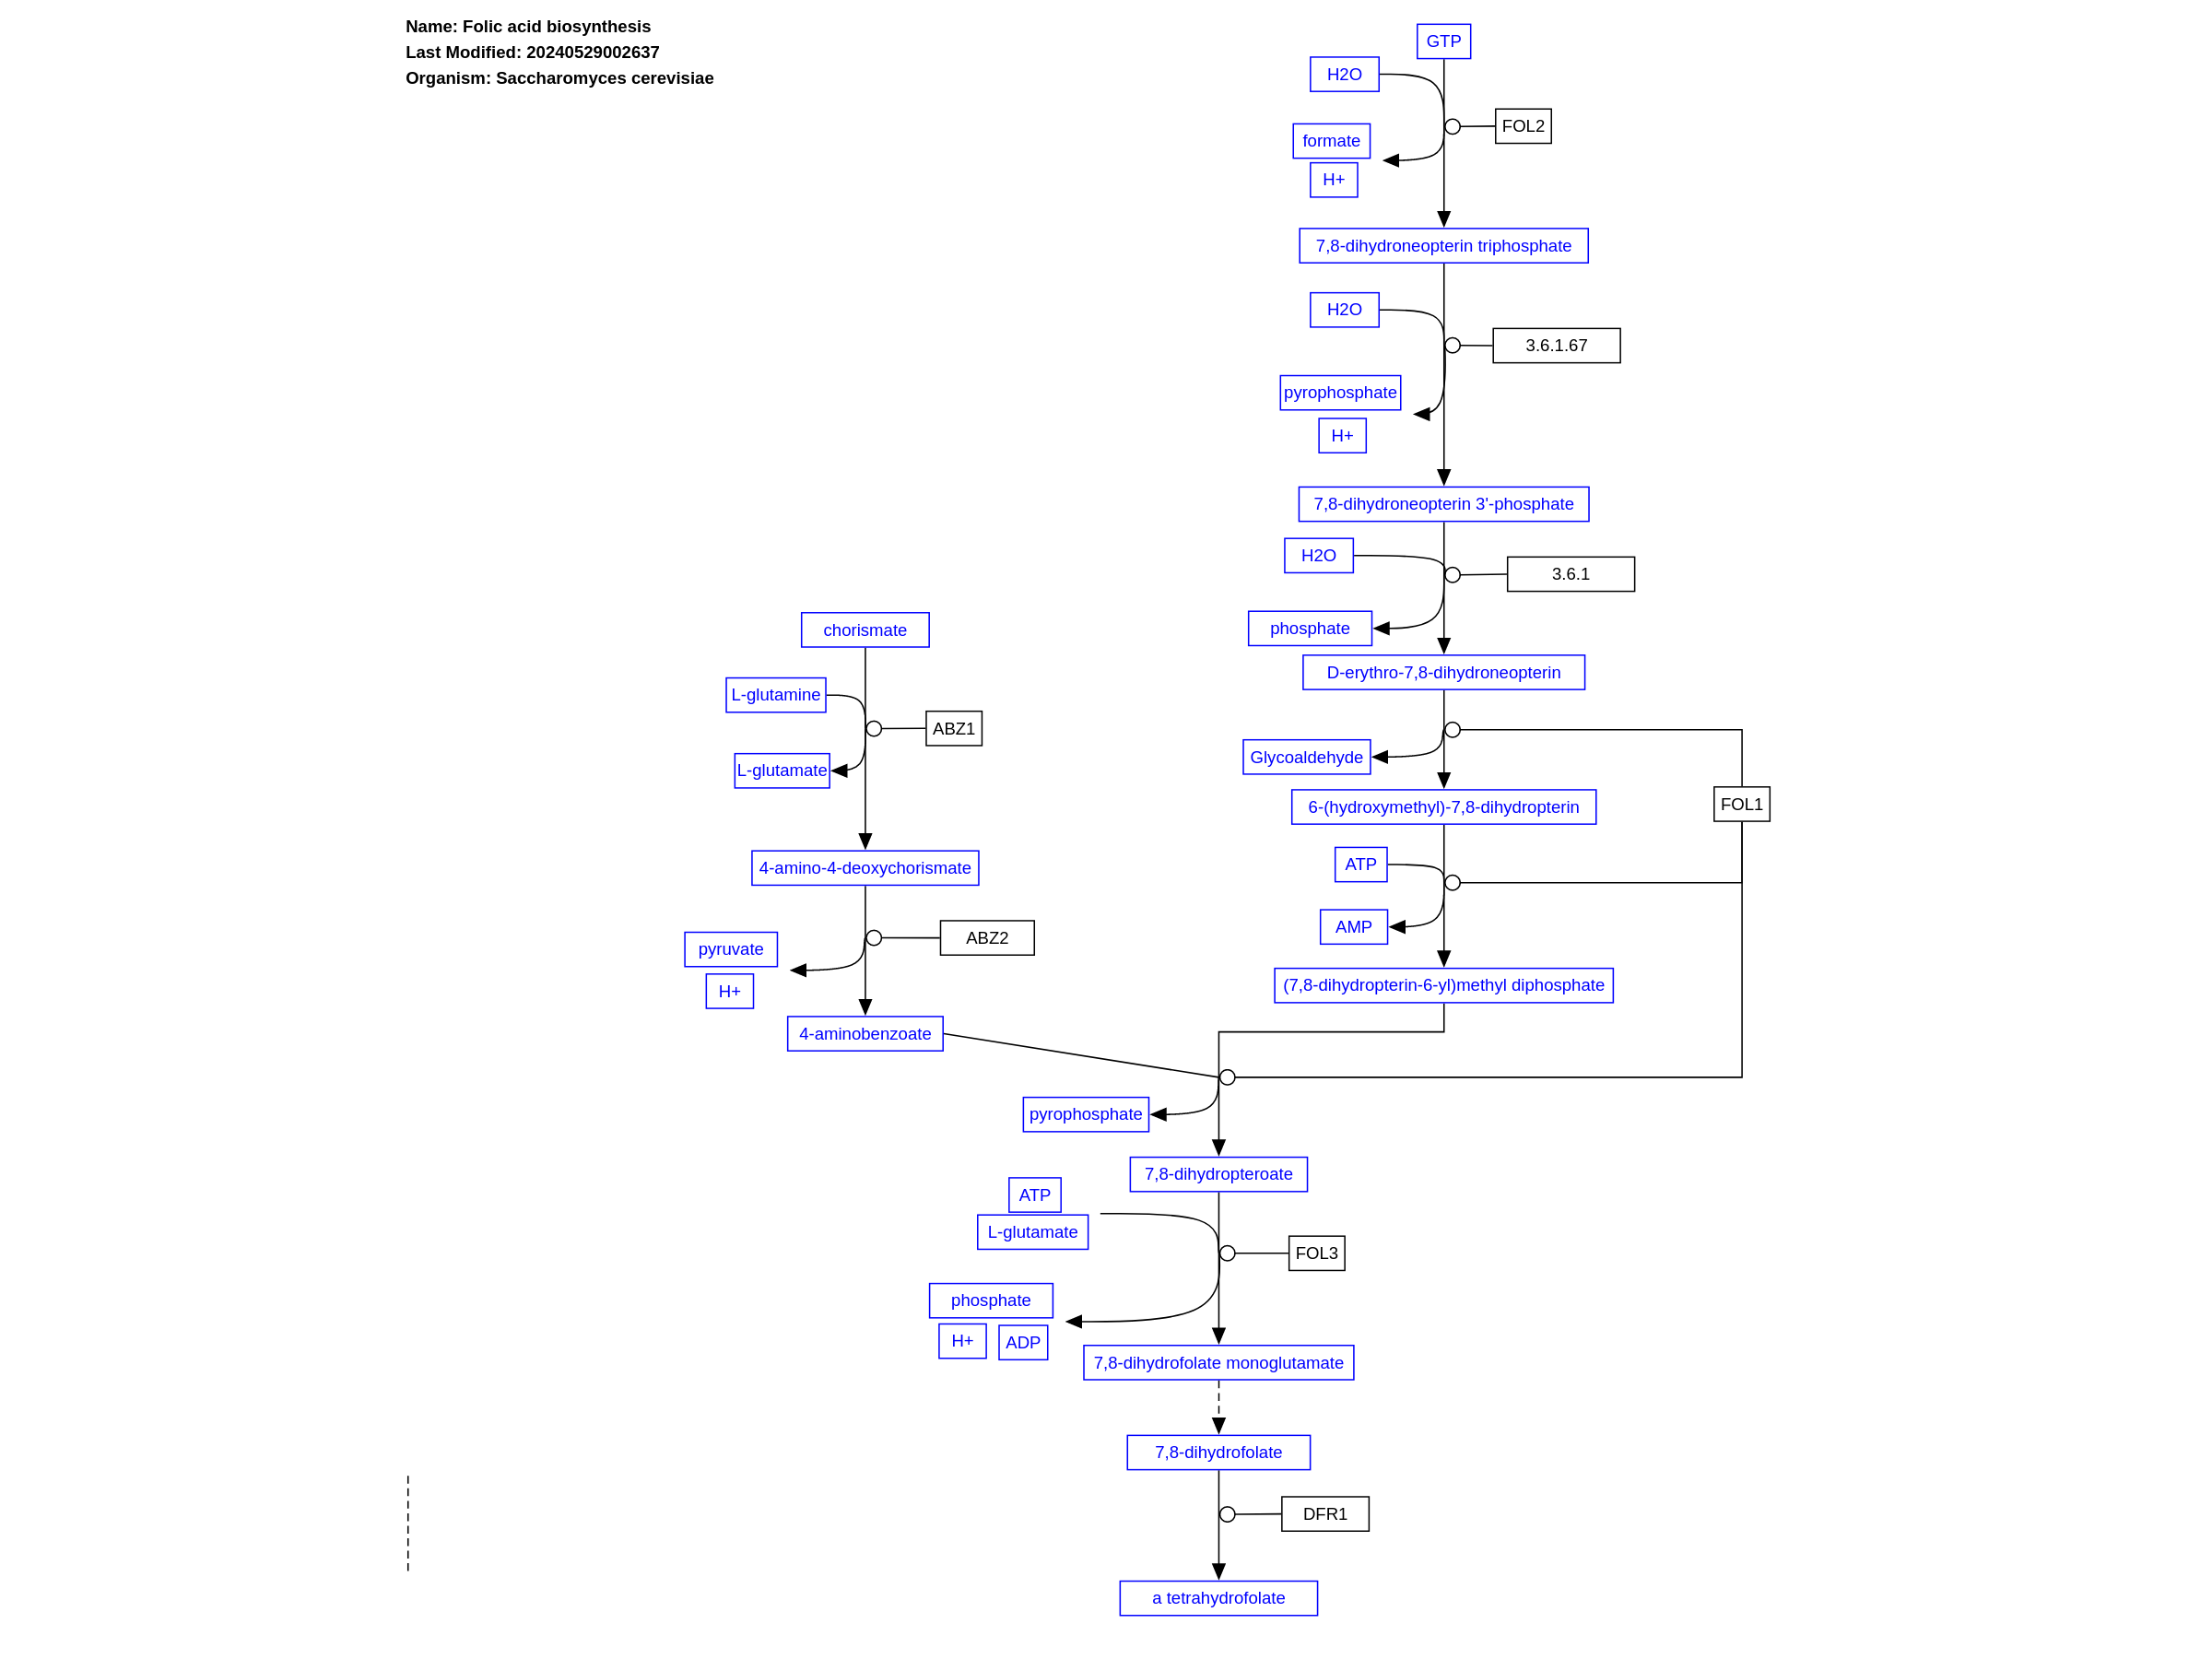 Name: Folic acid biosynthesis
Last Modified: 20240529002637
Organism: Saccharomyces cerevisiae
GTP
H2O
FOL2
formate
H+
7,8-dihydroneopterin triphosphate
H2O
3.6.1.67
pyrophosphate
H+
7,8-dihydroneopterin 3'-phosphate
H2O
3.6.1
phosphate
D-erythro-7,8-dihydroneopterin
Glycoaldehyde
6-(hydroxymethyl)-7,8-dihydropterin
FOL1
ATP
AMP
(7,8-dihydropterin-6-yl)methyl diphosphate
chorismate
L-glutamine
ABZ1
L-glutamate
4-amino-4-deoxychorismate
ABZ2
pyruvate
H+
4-aminobenzoate
pyrophosphate
7,8-dihydropteroate
ATP
L-glutamate
FOL3
phosphate
H+
ADP
7,8-dihydrofolate monoglutamate
7,8-dihydrofolate
DFR1
a tetrahydrofolate